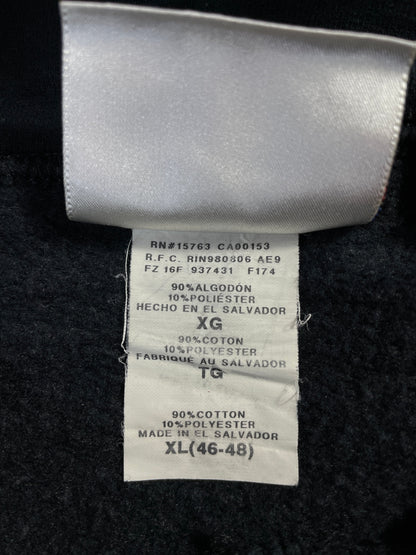 RN#15763 CA00153
R.F.C. RIN980806 AE9
FZ 16F 937431 F174
90%ALGODÓN
10%POLIÉSTER
HECHO EN EL SALVADOR
XG
90%COTON
10%POLYESTER
FABRIQUÉ AU SALVADOR
TG
90%COTTON
10%POLYESTER
MADE IN EL SALVADOR
XL(46-48)